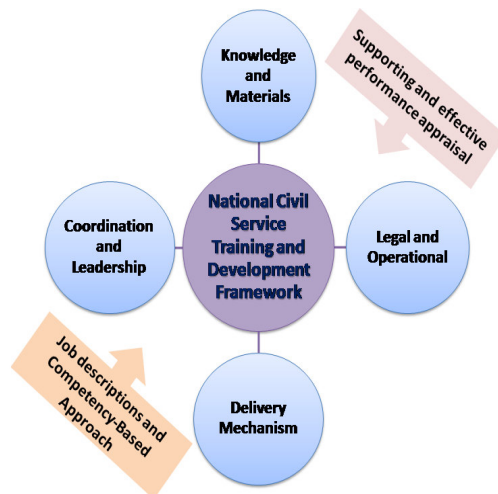 Knowledge
and
Materials
Supporting and effective
performance appraisal
Coordination
and
Leadership
National Civil
Service
Training and
Development
Framework
Legal and
Operational
Job descriptions and
Competency-Based
Approach
Delivery
Mechanism